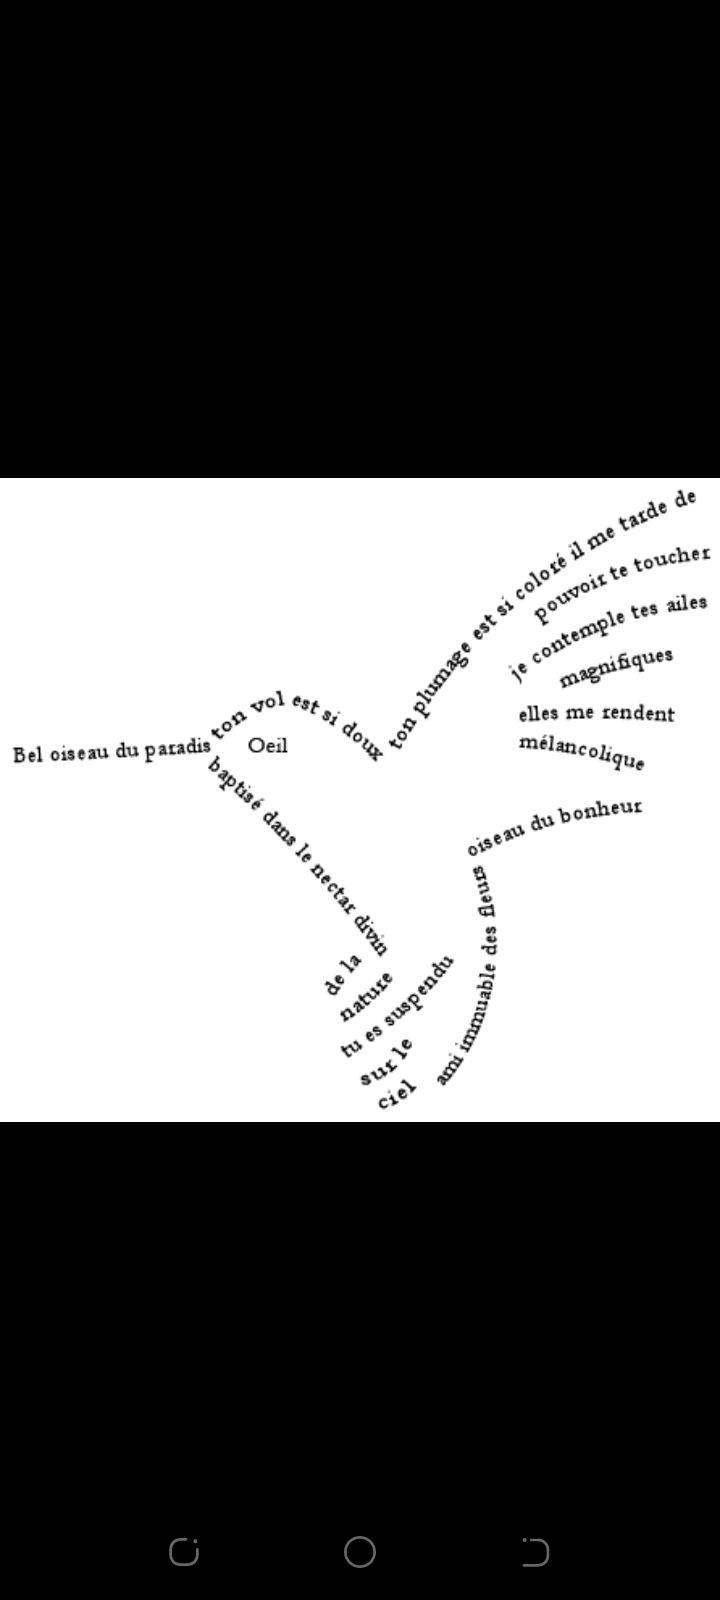 Bel oiseau du paradis
ton vol est si doux
Oeil
ton plumage est si coloré il me tarde de
pouvoir te toucher
je contemple tes ailes
magnifiques
elles me rendent
mélancolique
oiseau du bonheur
ami immuable des fleurs
baptisé dans le nectar divin
de la
nature
tu es suspendu
sur le
ciel